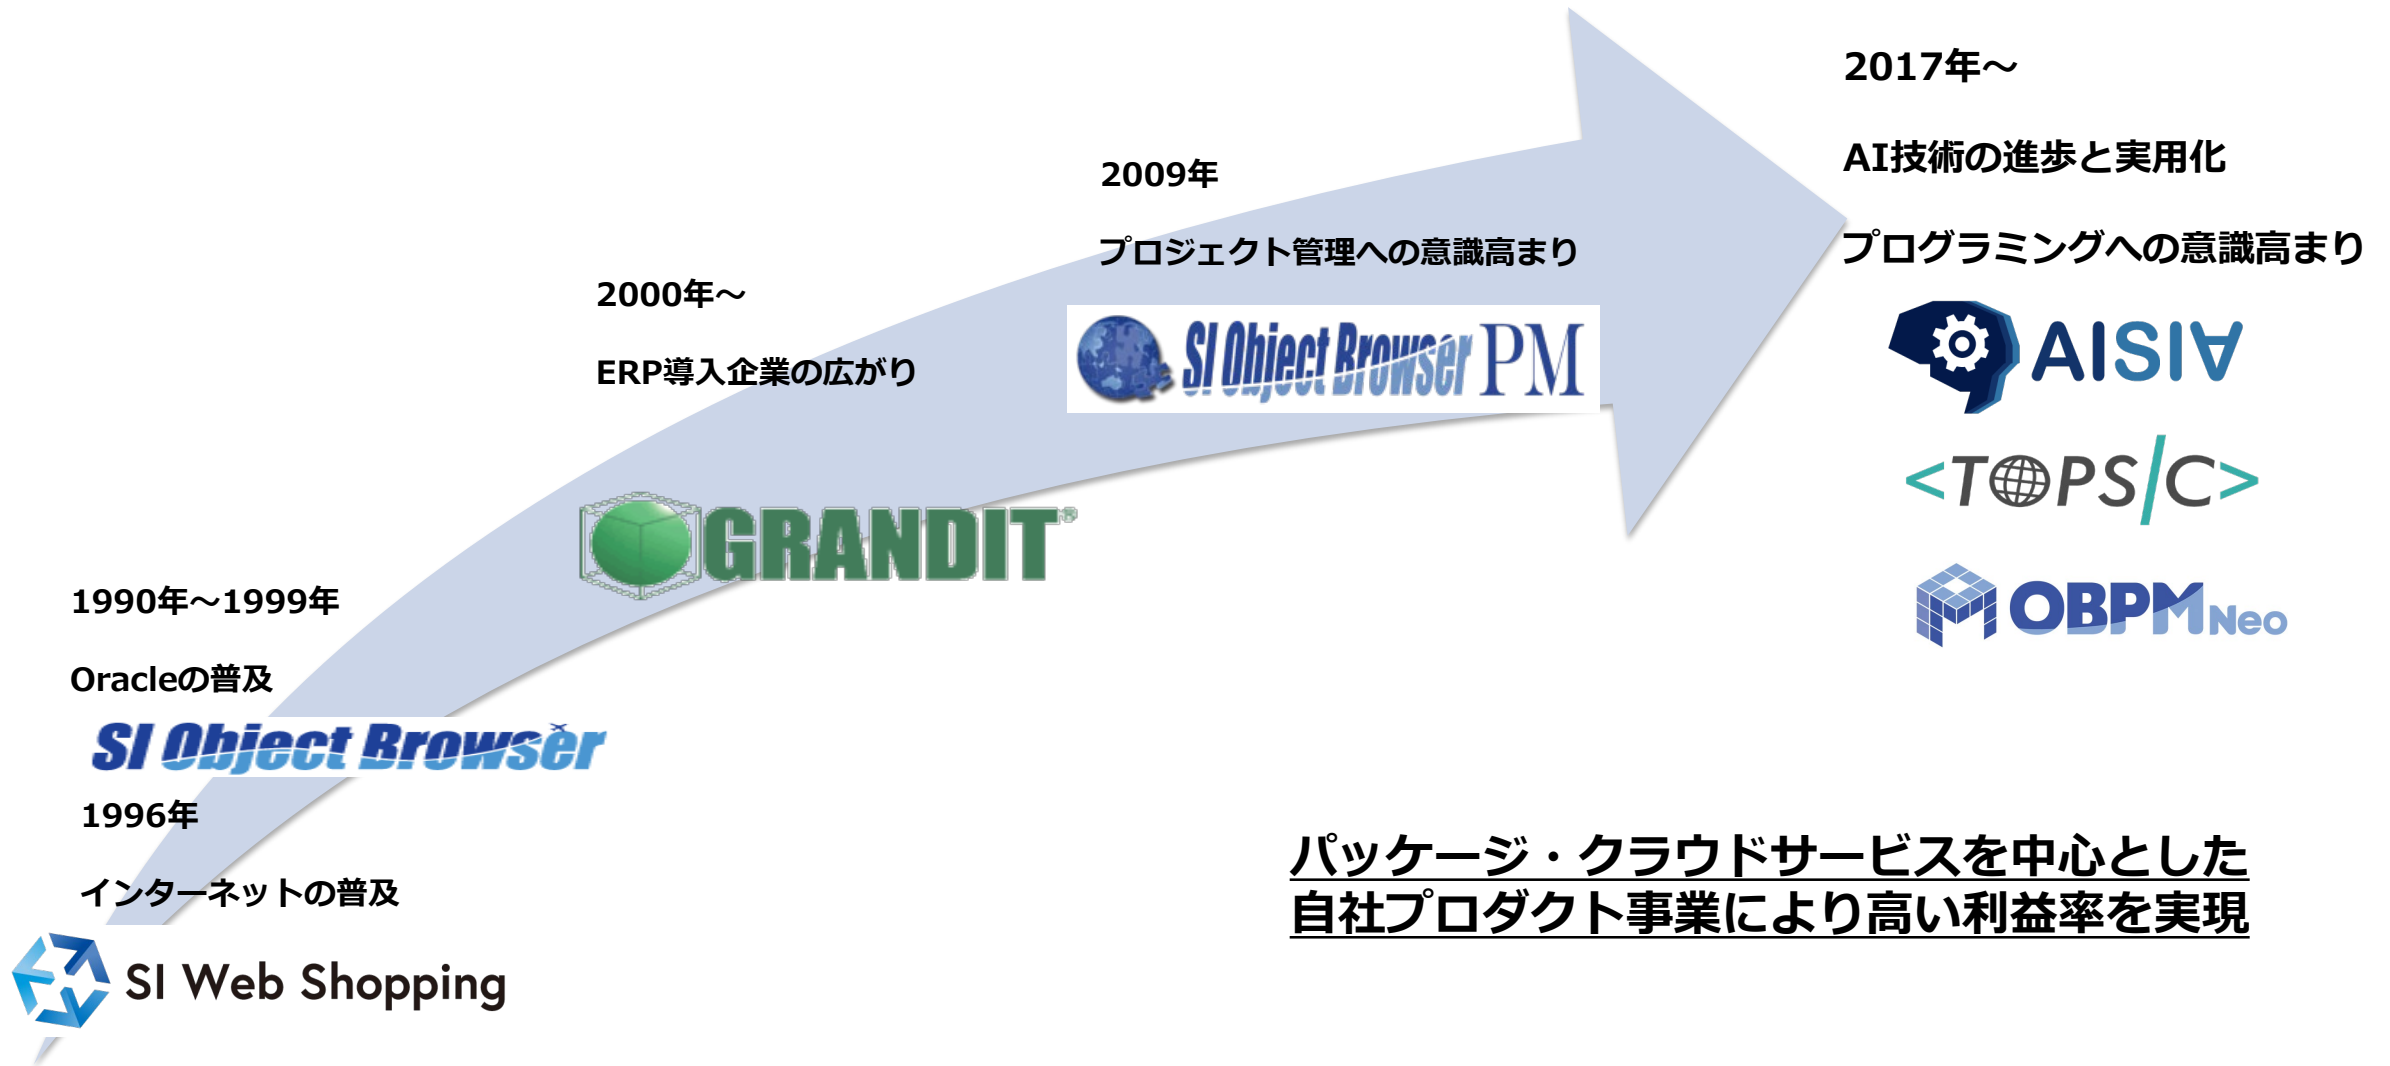 1990年～1999年
Oracleの普及
SI Object Browser
1996年
インターネットの普及
SI Web Shopping
2000年～
ERP導入企業の広がり
GRANDIT®
2009年
プロジェクト管理への意識高まり
SI Object Browser PM
2017年～
AI技術の進歩と実用化
プログラミングへの意識高まり
AISI∀
<TOPS/C>
OBPM Neo
パッケージ・クラウドサービスを中心とした
自社プロダクト事業により高い利益率を実現